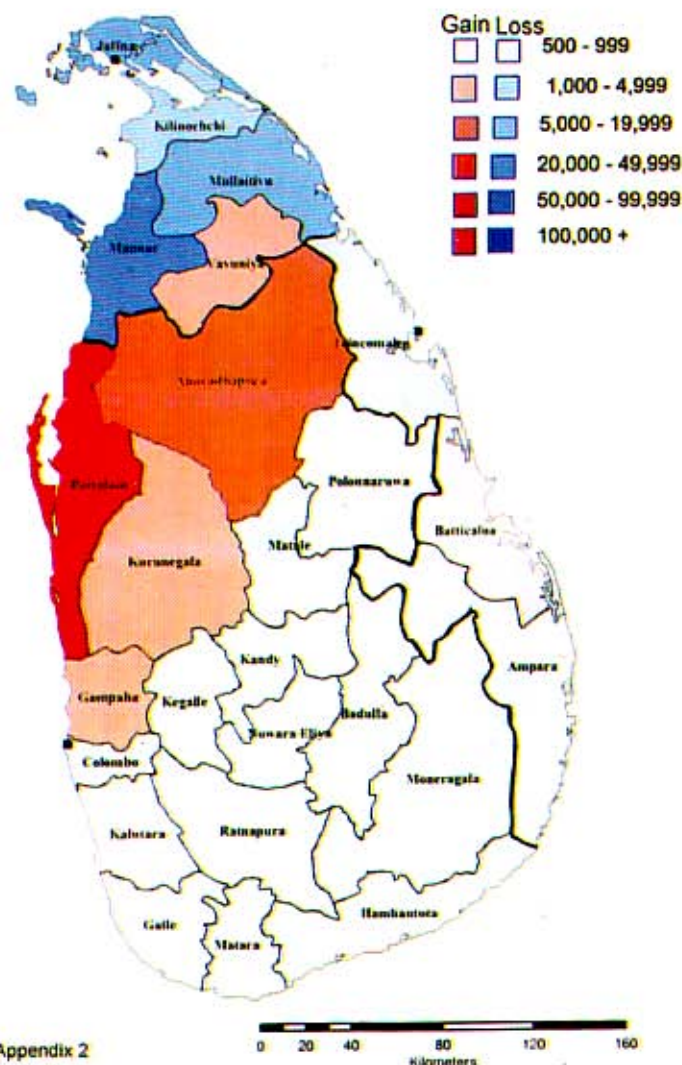 Gain Loss
500 - 999
1,000 - 4,999
5,000 - 19,999
20,000 - 49,999
50,000 - 99,999
100,000 +
Jaffna
Kilinochchi
Mullaitivu
Mannar
Vavuniya
Trincomalee
Anuradhapura
Puttalam
Polonnaruwa
Batticaloa
Matale
Kurunegala
Kandy
Ampara
Gampaha
Kegalle
Badulla
Nuwara Eliya
Colombo
Moneragala
Kalutara
Ratnapura
Hambantota
Galle
Matara
Appendix 2
0 20 40 80 120 160
Kilometers